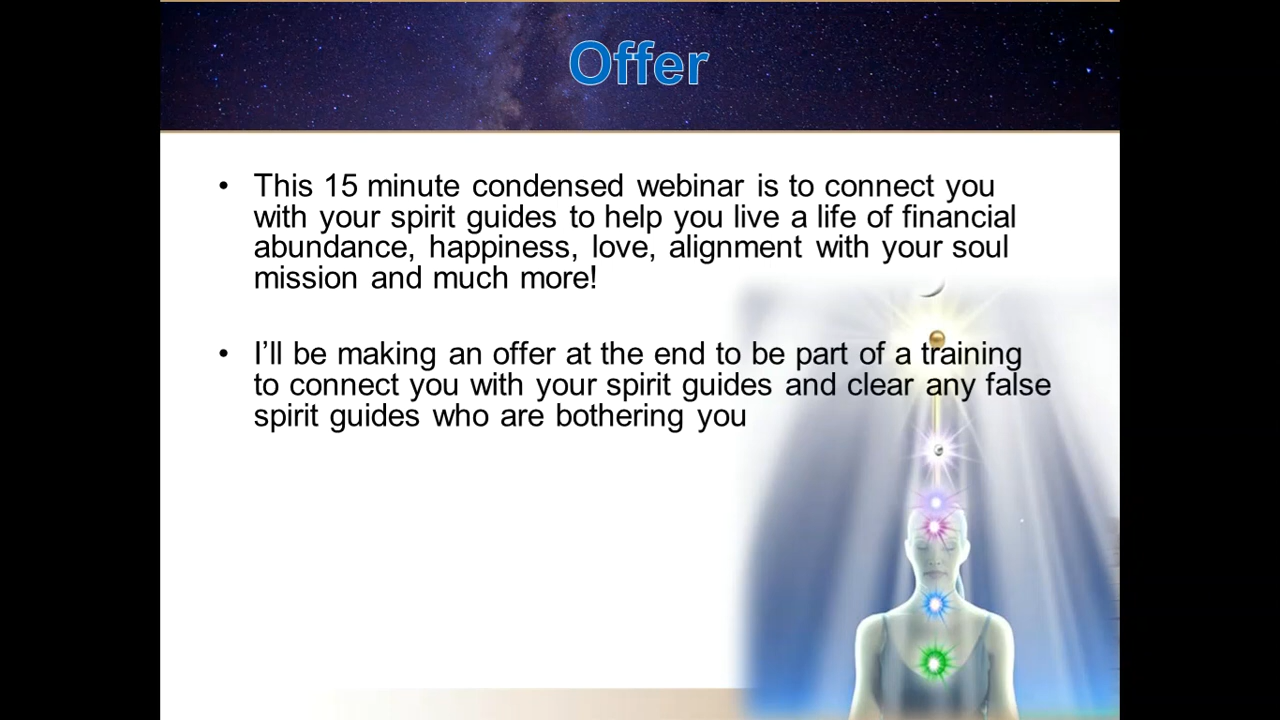 Offer
• This 15 minute condensed webinar is to connect you
with your spirit guides to help you live a life of financial
abundance, happiness, love, alignment with your soul
mission and much more!
• I’ll be making an offer at the end to be part of a training
to connect you with your spirit guides and clear any false
spirit guides who are bothering you